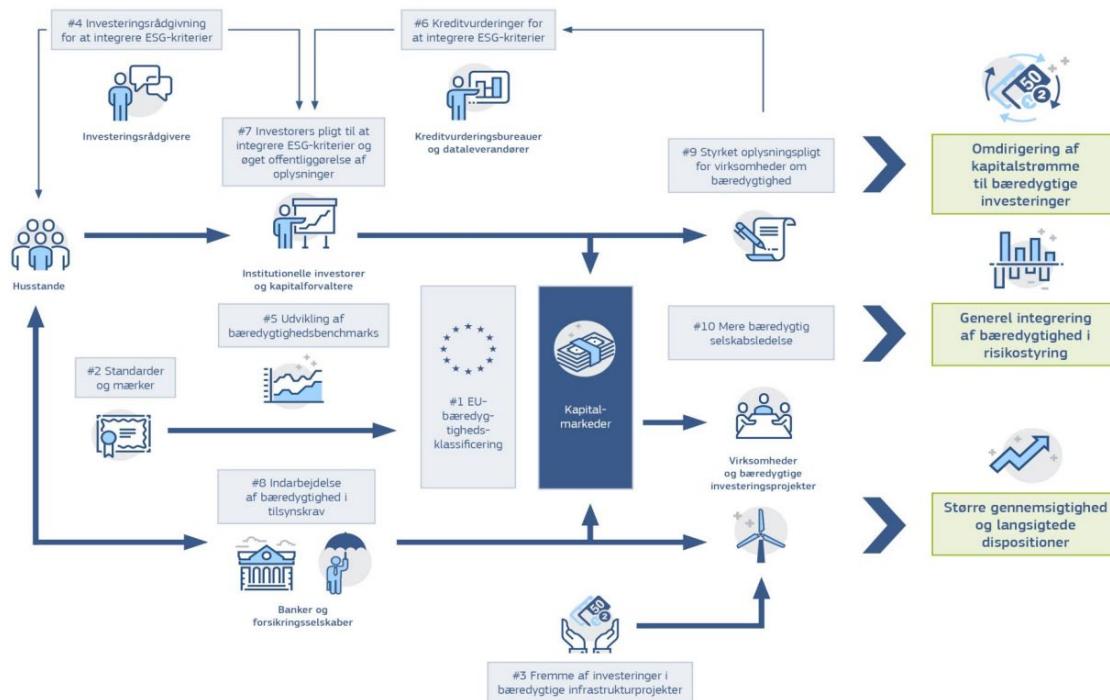 #4 Investeringsrådgivning
for at integrere ESG-kriterier
#6 Kreditvurderinger for
at integrere ESG-kriterier
Investeringsrådgivere
#7 Investorers pligt til at
integrere ESG-kriterier og
øget offentliggørelse af
oplysninger
Kreditvurderingsbureauer
og dataleverandører
#9 Styrket oplysningspligt
for virksomheder om
bæredygtighed
50
2
Omdirigering af
kapitalstrømme
til bæredygtige
investeringer
Husstande
Institutionelle investorer
og kapitalforvaltere
#5 Udvikling af
bæredygtighedsbenchmarks
#2 Standarder
og mærker
#1 EU-
bæredyg-
tigheds-
klassificering
Kapital-
markeder
#10 Mere bæredygtig
selskabsledelse
Generel integrering
af bæredygtighed i
risikostyring
Virksomheder
og bæredygtige
investeringsprojekter
#8 Indarbejdelse
af bæredygtighed i
tilsynskrav
Større gennemsigtighed
og langsigtede
dispositioner
Banker og
forsikringsselskaber
50
2
#3 Fremme af investeringer i
bæredygtige infrastrukturprojekter